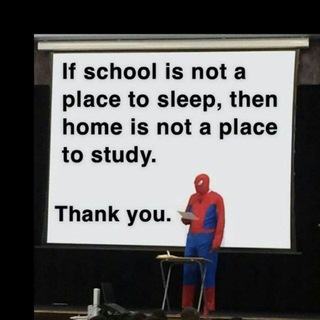 If school is not a
place to sleep, then
home is not a place
to study.
Thank you.